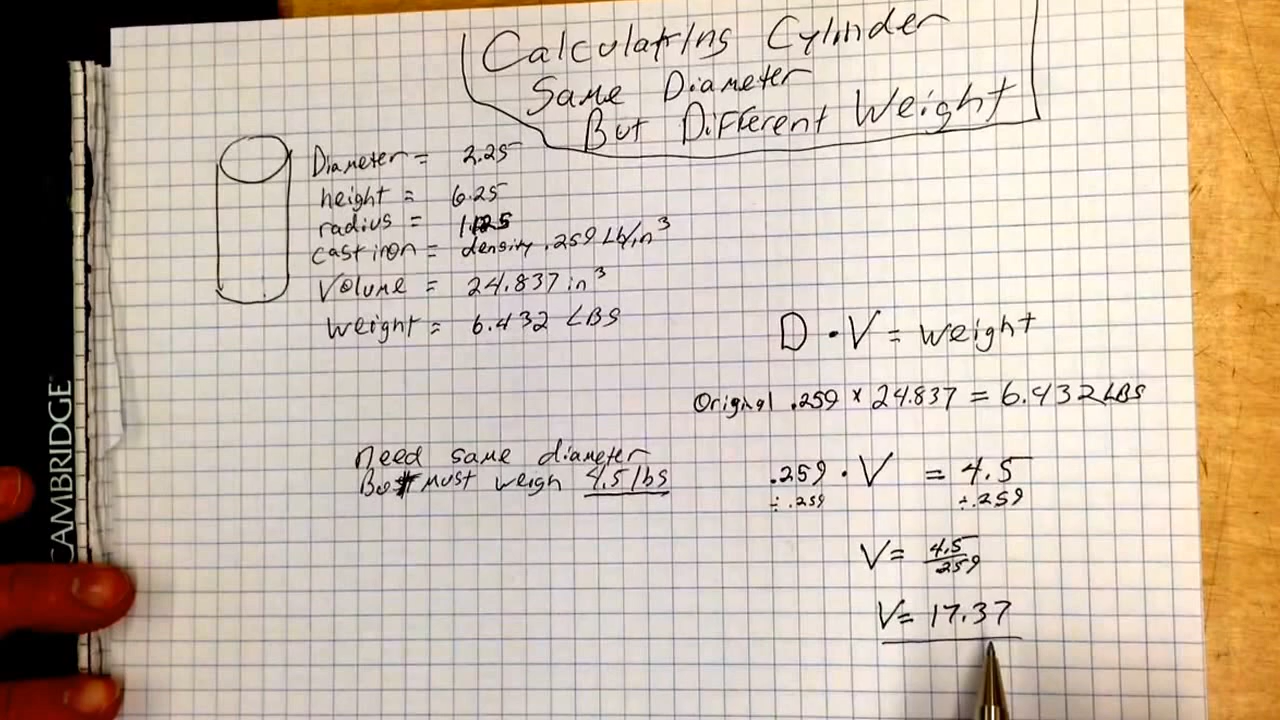 Calculating Cylinder
Same Diameter
But Different Weight
Diameter = 2.25
height = 6.25
radius = 1.125
cast iron = density .259 Lb/in³
Volume = 24.837 in³
weight = 6.432 LBS
D · V = weight
Original .259 × 24.837 = 6.432 LBS
need same diameter
But must weigh 4.5 lbs
.259 · V = 4.5
÷ .259 ÷ .259
V = 4.5/.259
V = 17.37
CAMBRIDGE